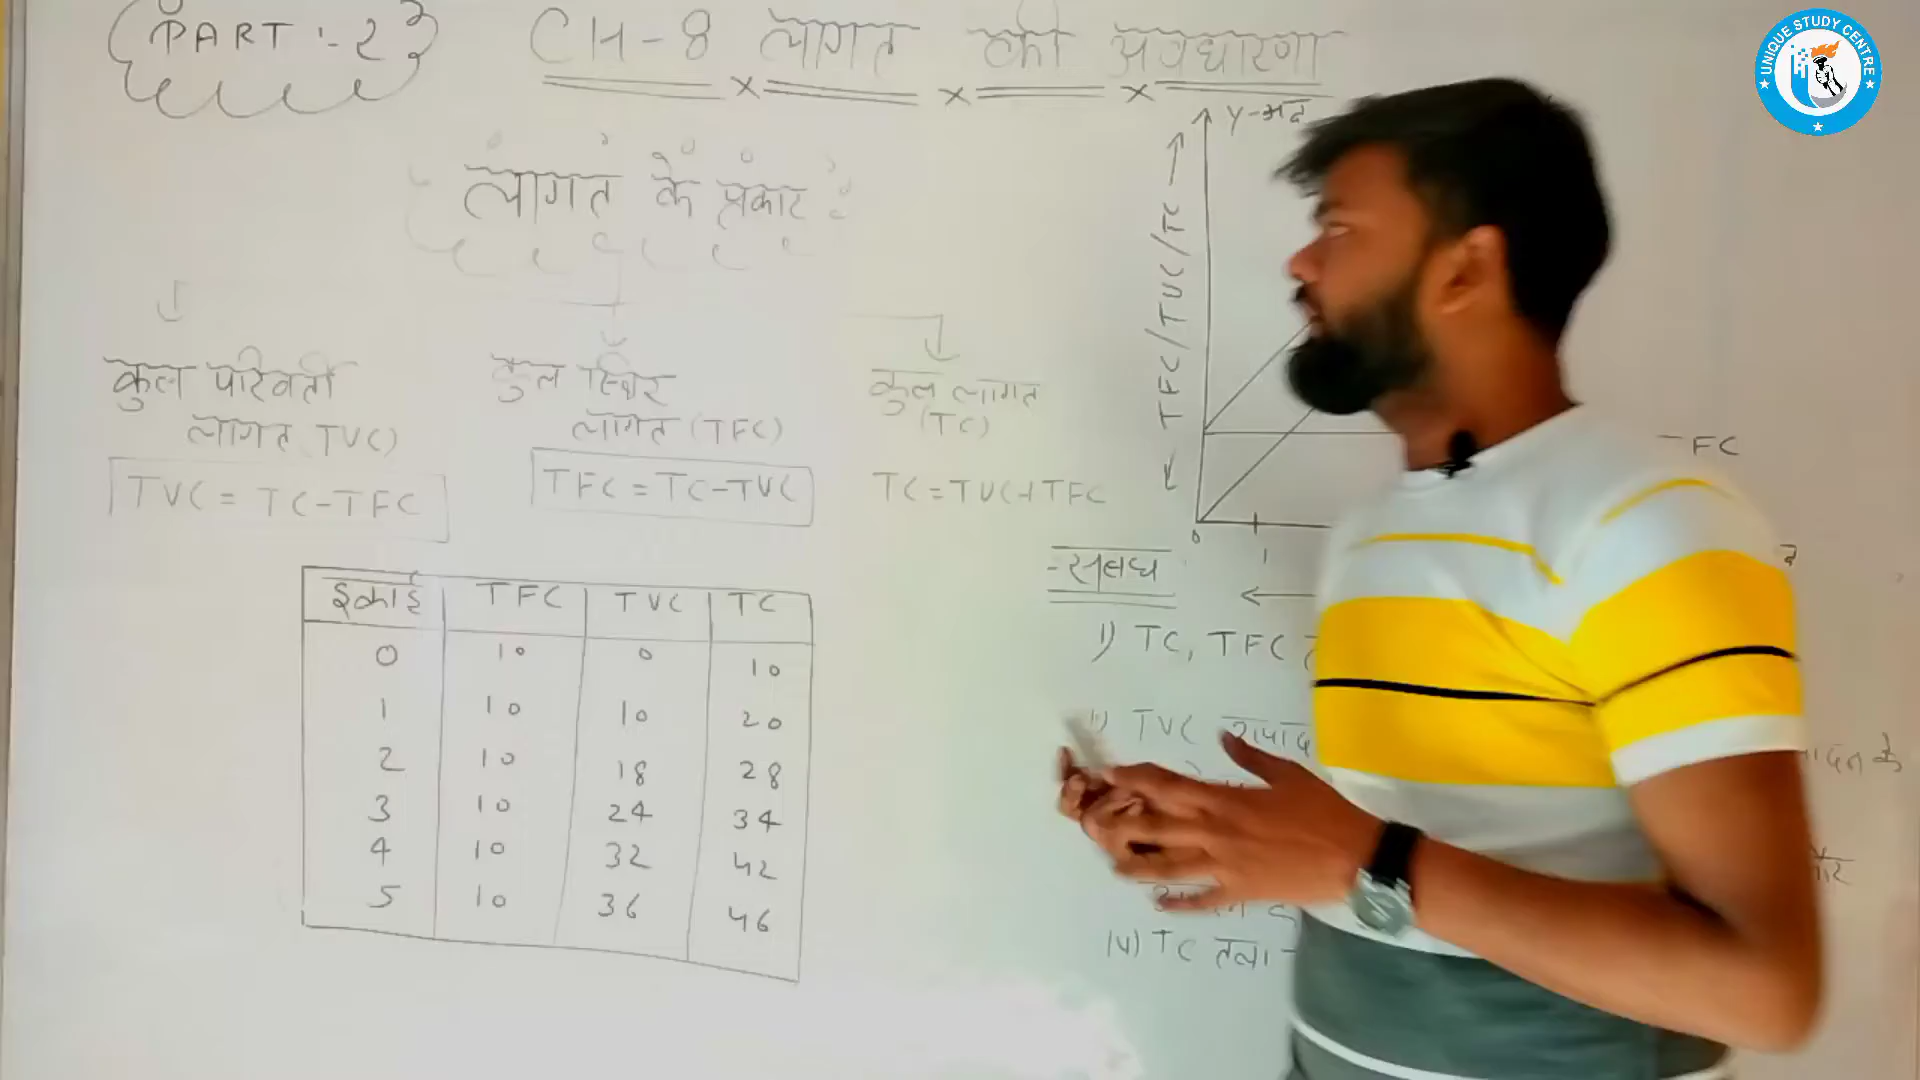 PART :- 2
CH-8 लागत की अवधारणा
UNIQUE STUDY CENTRE
लागत के प्रकार :
कुल परिवर्ती
लागत (TVC)
TVC = TC-TFC
कुल स्थिर
लागत (TFC)
TFC = TC-TVC
कुल लागत
(TC)
TC = TVC+TFC
इकाई TFC TVC TC
0 10 0 10
1 10 10 20
2 10 18 28
3 10 24 34
4 10 32 42
5 10 36 46
Y-अक्ष
TFC/TVC/TC
FC
0 1
संबंध
i) TC, TFC
ii) TVC
के
और
iv) TC तथा